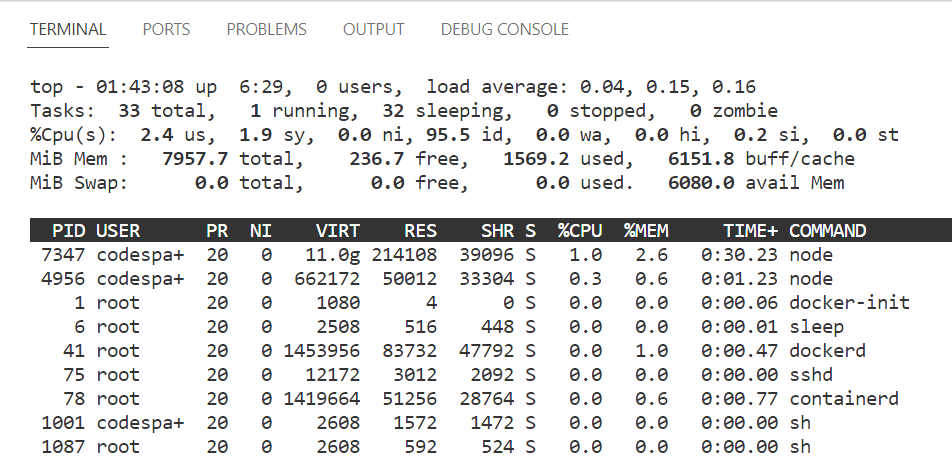 TERMINAL PORTS PROBLEMS OUTPUT DEBUG CONSOLE
top - 01:43:08 up  6:29,  0 users,  load average: 0.04, 0.15, 0.16
Tasks:  33 total,   1 running,  32 sleeping,   0 stopped,   0 zombie
%Cpu(s):  2.4 us,  1.9 sy,  0.0 ni, 95.5 id,  0.0 wa,  0.0 hi,  0.2 si,  0.0 st
MiB Mem :   7957.7 total,    236.7 free,   1569.2 used,   6151.8 buff/cache
MiB Swap:      0.0 total,      0.0 free,      0.0 used.   6080.0 avail Mem
  PID USER      PR  NI    VIRT    RES    SHR S  %CPU  %MEM     TIME+ COMMAND
 7347 codespa+  20   0   11.0g 214108  39096 S   1.0   2.6   0:30.23 node
 4956 codespa+  20   0  662172  50012  33304 S   0.3   0.6   0:01.23 node
    1 root      20   0    1080      4      0 S   0.0   0.0   0:00.06 docker-init
    6 root      20   0    2508    516    448 S   0.0   0.0   0:00.01 sleep
   41 root      20   0 1453956  83732  47792 S   0.0   1.0   0:00.47 dockerd
   75 root      20   0   12172   3012   2092 S   0.0   0.0   0:00.00 sshd
   78 root      20   0 1419664  51256  28764 S   0.0   0.6   0:00.77 containerd
 1001 codespa+  20   0    2608   1572   1472 S   0.0   0.0   0:00.00 sh
 1087 root      20   0    2608    592    524 S   0.0   0.0   0:00.00 sh